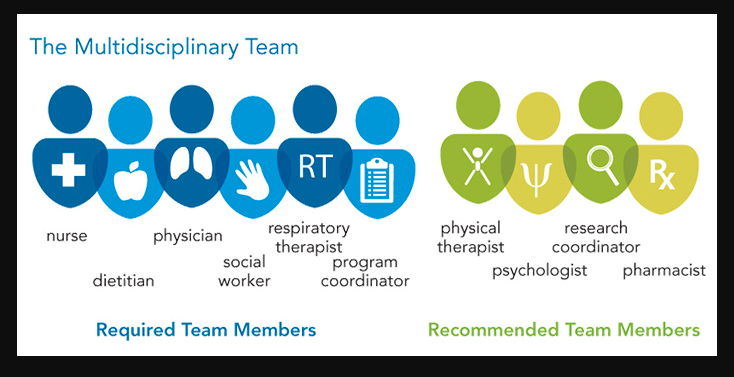 The Multidisciplinary Team
RT
Rx
nurse
dietitian
physician
social
worker
respiratory
therapist
program
coordinator
physical
therapist
psychologist
research
coordinator
pharmacist
Required Team Members
Recommended Team Members